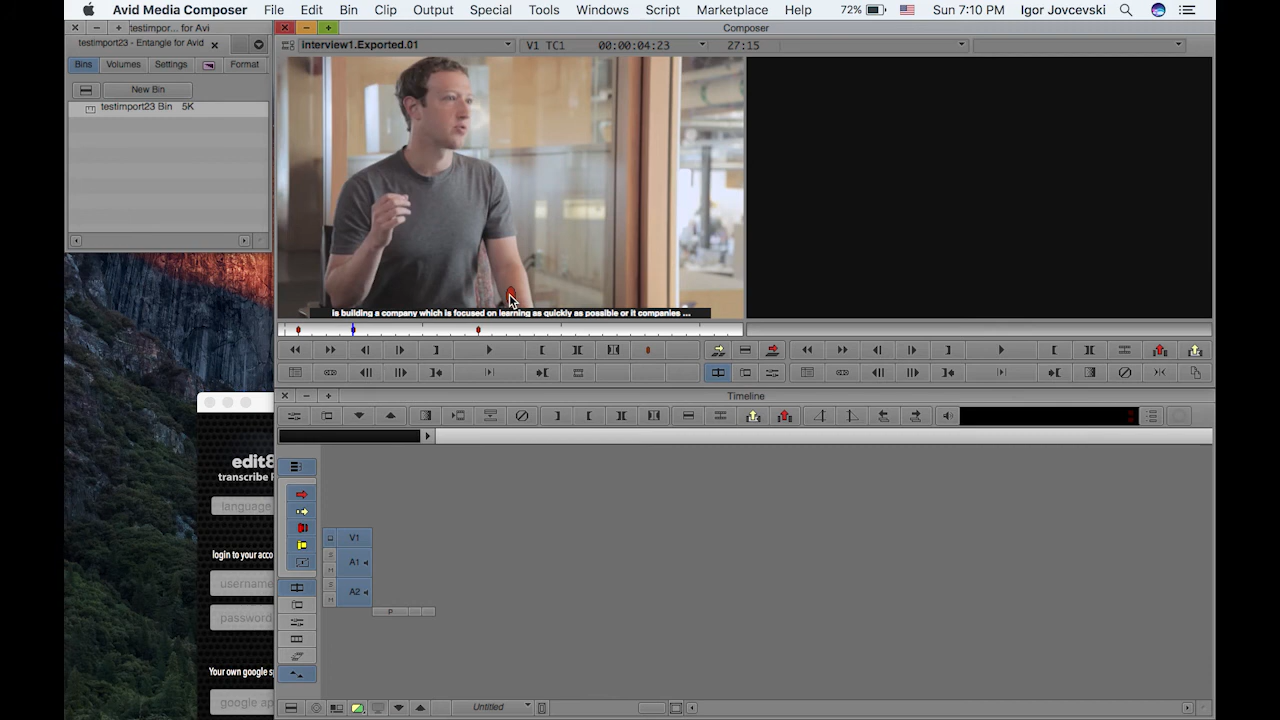 Avid Media Composer File Edit Bin Clip Output Special Tools Windows Script Marketplace Help 72% Sun 7:10 PM Igor Jovcevski
testimport... for Avi
testimport23 - Entangle for Avid
Bins Volumes Settings Format
New Bin
testimport23 Bin 5K
Composer
interview1.Exported.01 V1 TC1 00:00:04:23 27:15
is building a company which is focused on learning as quickly as possible or it companies ...
Timeline
edit
transcribe
language
login to your acco
username
password
Your own google sp
google ap
V1
S
M
A1
S
M
A2
P
Untitled